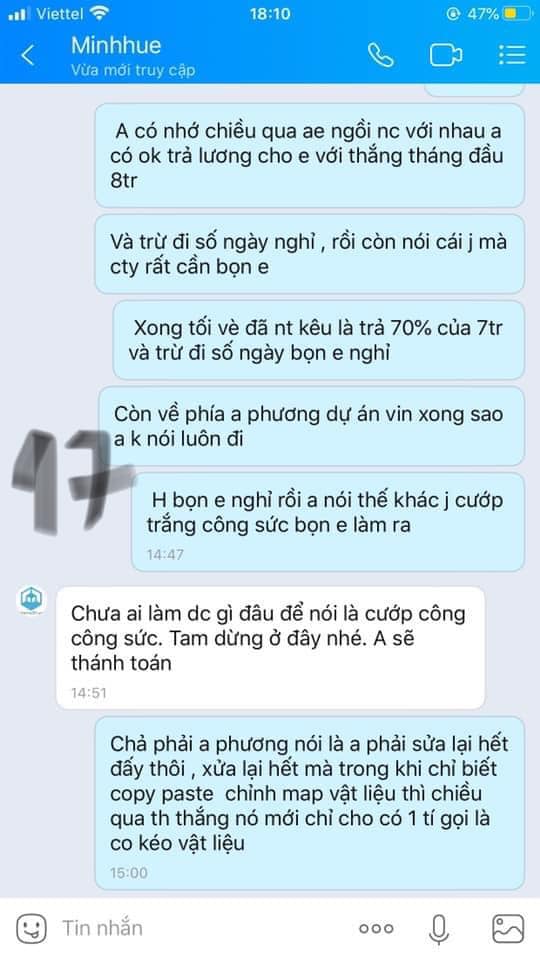 Viettel 18:10 47%
Minhhue
Vừa mới truy cập
A có nhớ chiều qua ae ngồi nc với nhau a
có ok trả lương cho e với thắng tháng đầu
8tr
Và trừ đi số ngày nghỉ , rồi còn nói cái j mà
cty rất cần bọn e
Xong tối vè đã nt kêu là trả 70% của 7tr
và trừ đi số ngày bọn e nghỉ
Còn về phía a phương dự án vin xong sao
a k nói luôn đi
17
H bọn e nghỉ rồi a nói thế khác j cướp
trắng công sức bọn e làm ra
14:47
Chưa ai làm dc gì đâu để nói là cướp công
công sức. Tam dừng ở đây nhé. A sẽ
thánh toán
14:51
Chả phải a phương nói là a phải sửa lại hết
đấy thôi , xửa lại hết mà trong khi chỉ biết
copy paste chỉnh map vật liệu thì chiều
qua th thắng nó mới chỉ cho có 1 tí gọi là
co kéo vật liệu
15:00
Tin nhắn